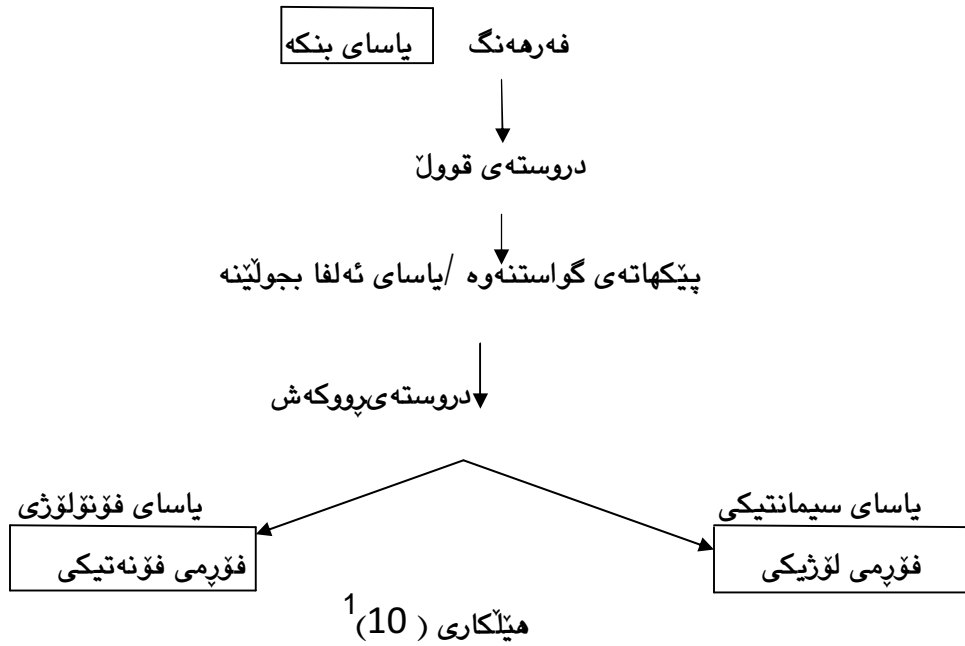 فەرهەنگ یاسای بنکە
دروستەی قووڵ
پێکهاتەی گواستنەوە /یاسای ئەلفا بجوڵێنە
دروستەیڕووکەش
یاسای سیمانتیکی یاسای فۆنۆلۆژی
فۆڕمی لۆژیکی فۆڕمی فۆنەتیکی
هێڵکاری ( 10)1